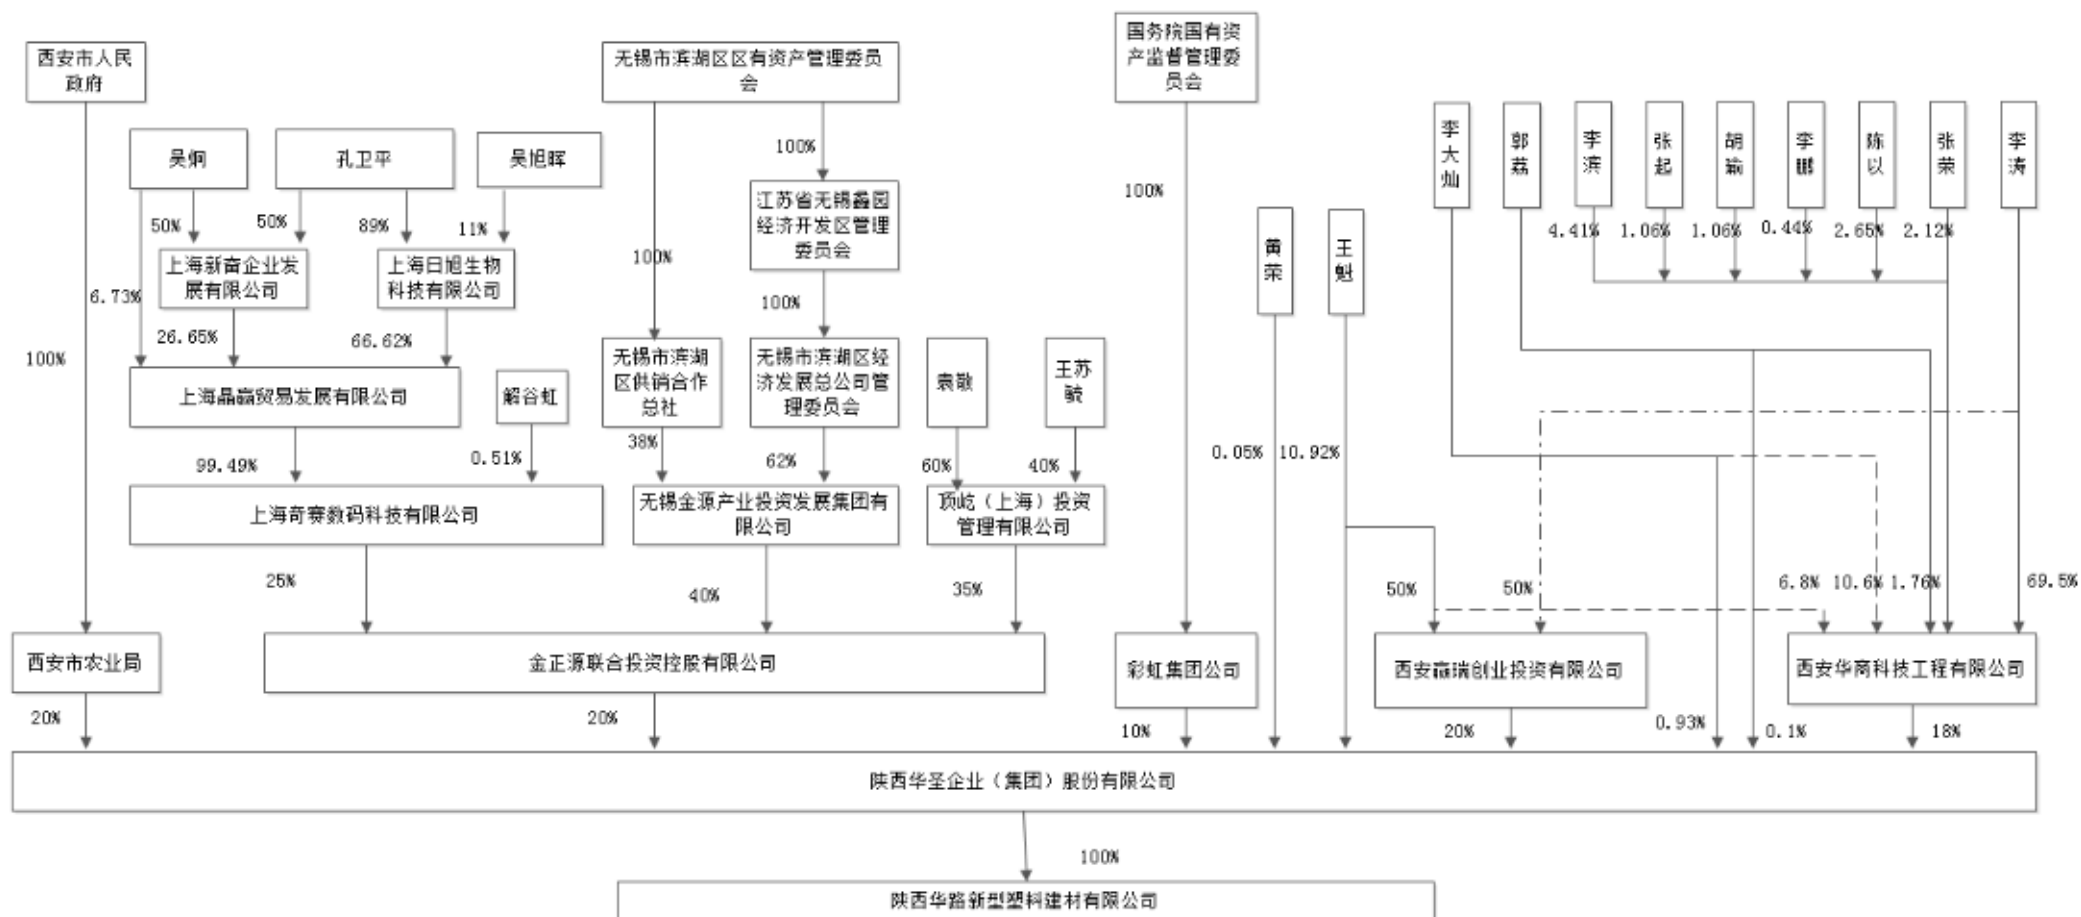 国务院国有资
产监督管理委
员会
西安市人民
政府
无锡市滨湖区区有资产管理委员
会
李大灿
郭荔
李滨
张起
胡瑜
李鹏
陈以
张荣
李涛
吴炯
孔卫平
吴旭晖
100%
100%
50%
50%
89%
11%
江苏省无锡蠡园
经济开发区管理
委员会
黄荣
王魁
4.41%
1.06%
1.06%
0.44%
2.65%
2.12%
上海新奋企业发
展有限公司
上海日旭生物
科技有限公司
100%
6.73%
100%
26.65%
66.62%
100%
无锡市滨湖
区供销合作
总社
无锡市滨湖区经
济发展总公司管
理委员会
袁敬
王苏
毓
上海晶赢贸易发展有限公司
解谷虹
99.49%
0.51%
38%
62%
60%
40%
0.05%
10.92%
上海奇赛数码科技有限公司
无锡金源产业投资发展集团有
限公司
顶屹（上海）投资
管理有限公司
25%
40%
35%
50%
50%
6.8%
10.6%
1.76%
69.5%
西安市农业局
金正源联合投资控股有限公司
彩虹集团公司
西安赢瑞创业投资有限公司
西安华商科技工程有限公司
20%
20%
10%
20%
0.93%
0.1%
18%
陕西华圣企业（集团）股份有限公司
100%
陕西华路新型塑料建材有限公司